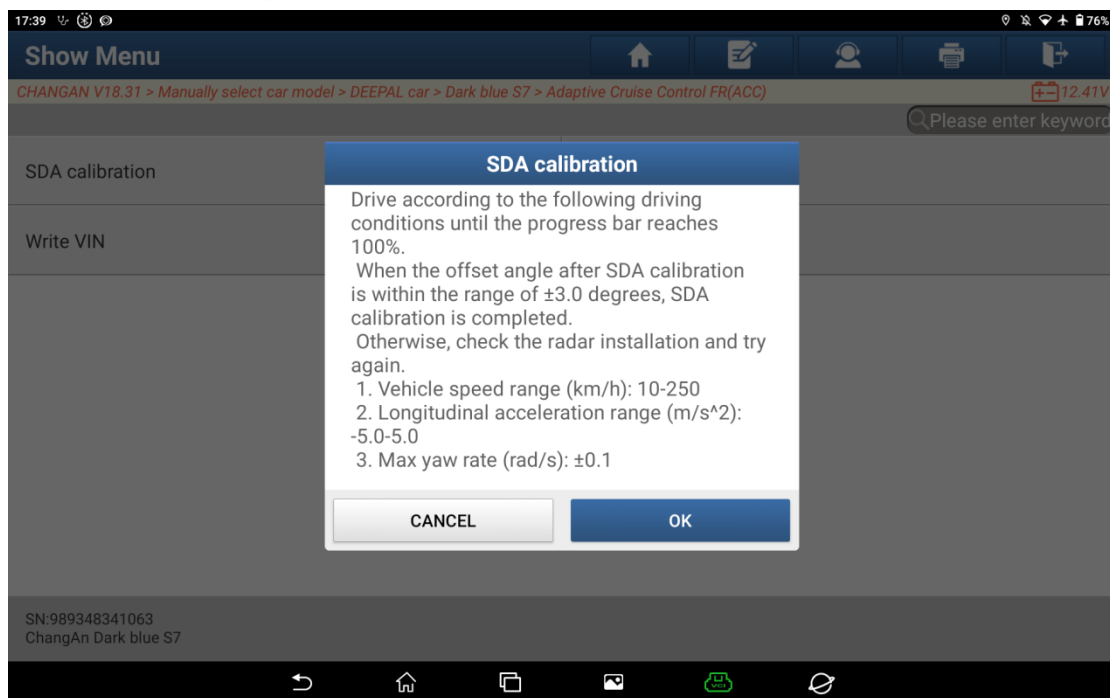 17:39
76%
Show Menu
CHANGAN V18.31 > Manually select car model > DEEPAL car > Dark blue S7 > Adaptive Cruise Control FR(ACC)
12.41V
Please enter keyword
SDA calibration
Write VIN
SDA calibration
Drive according to the following driving
conditions until the progress bar reaches
100%.
When the offset angle after SDA calibration
is within the range of ±3.0 degrees, SDA
calibration is completed.
Otherwise, check the radar installation and try
again.
1. Vehicle speed range (km/h): 10-250
2. Longitudinal acceleration range (m/s^2):
-5.0-5.0
3. Max yaw rate (rad/s): ±0.1
CANCEL
OK
SN:989348341063
ChangAn Dark blue S7
VCI